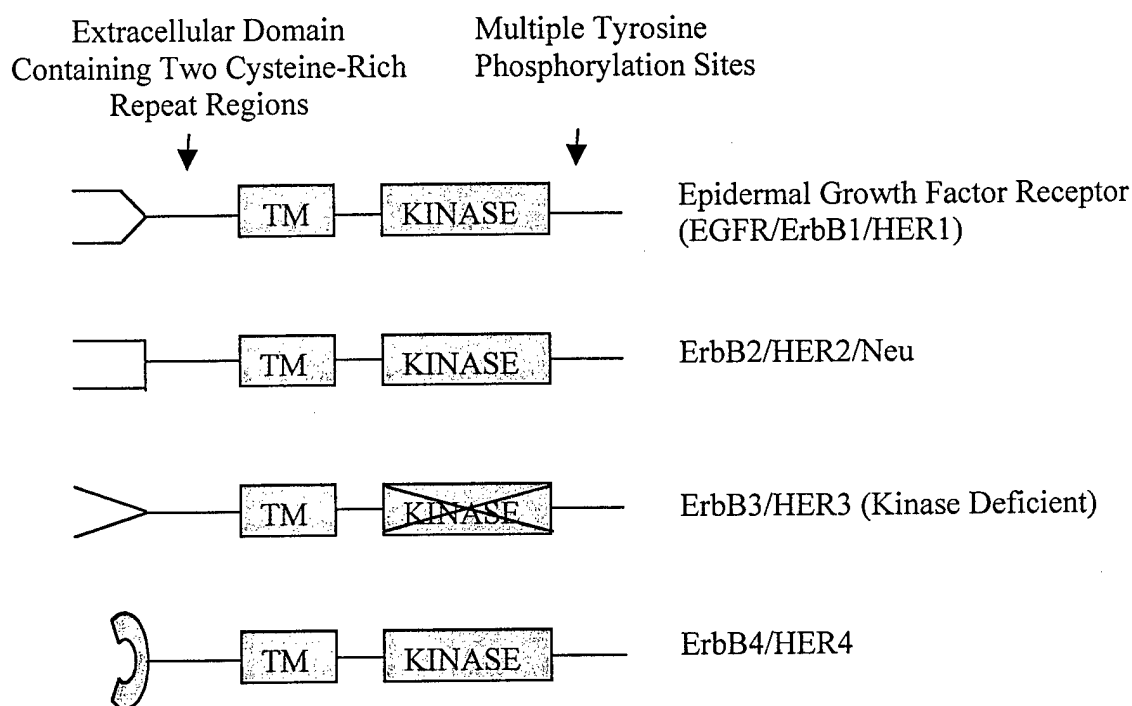 Extracellular Domain
Containing Two Cysteine-Rich
Repeat Regions
Multiple Tyrosine
Phosphorylation Sites
TM
KINASE
Epidermal Growth Factor Receptor
(EGFR/ErbB1/HER1)
TM
KINASE
ErbB2/HER2/Neu
TM
KINASE
ErbB3/HER3 (Kinase Deficient)
TM
KINASE
ErbB4/HER4